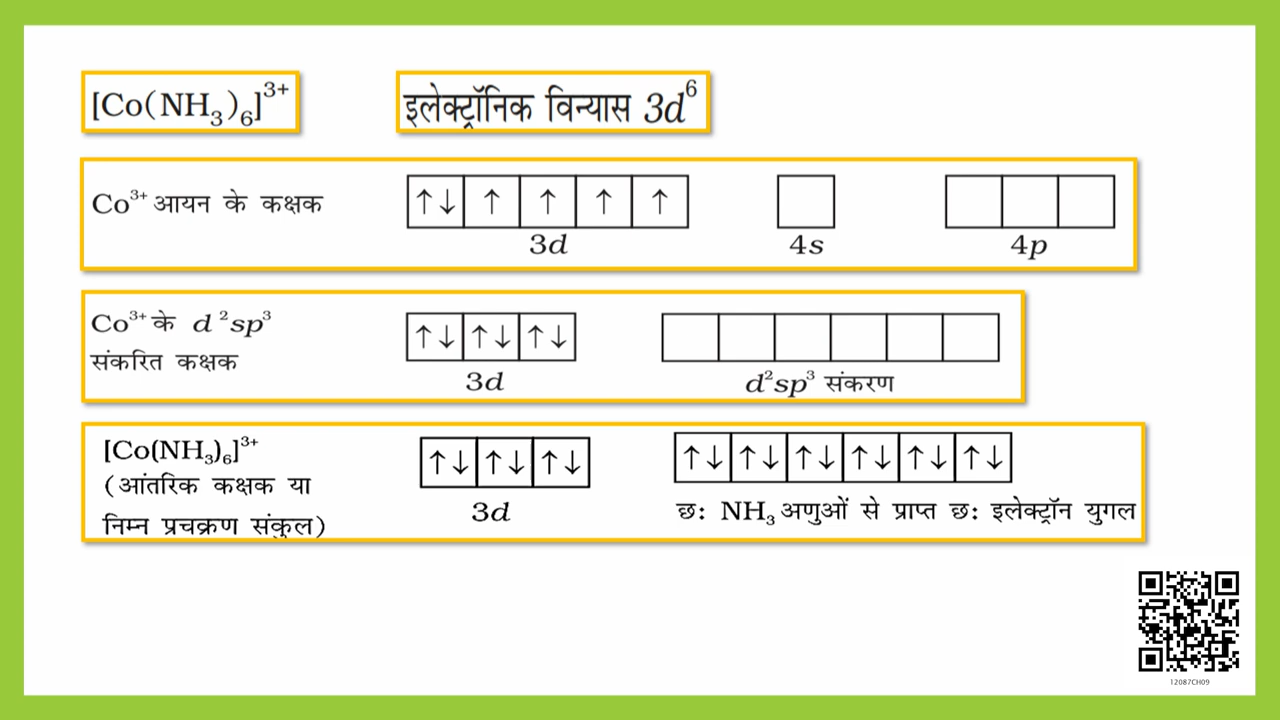 [Co(NH₃)₆]³⁺ इलेक्ट्रॉनिक विन्यास 3d⁶
Co³⁺ आयन के कक्षक ↑↓ ↑ ↑ ↑ ↑
3d 4s 4p
Co³⁺ के d²sp³
संकरित कक्षक ↑↓ ↑↓ ↑↓
3d d²sp³ संकरण
[Co(NH₃)₆]³⁺
(आंतरिक कक्षक या ↑↓ ↑↓ ↑↓ ↑↓ ↑↓ ↑↓ ↑↓ ↑↓ ↑↓
निम्न प्रचक्रण संकुल) 3d छः NH₃ अणुओं से प्राप्त छः इलेक्ट्रॉन युगल
12087CH09